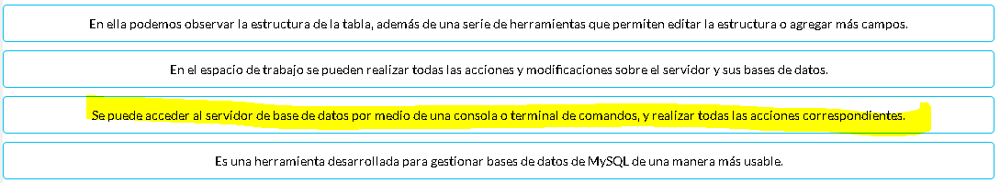 En ella podemos observar la estructura de la tabla, además de una serie de herramientas que permiten editar la estructura o agregar más campos.
En el espacio de trabajo se pueden realizar todas las acciones y modificaciones sobre el servidor y sus bases de datos.
Se puede acceder al servidor de base de datos por medio de una consola o terminal de comandos, y realizar todas las acciones correspondientes.
Es una herramienta desarrollada para gestionar bases de datos de MySQL de una manera más usable.